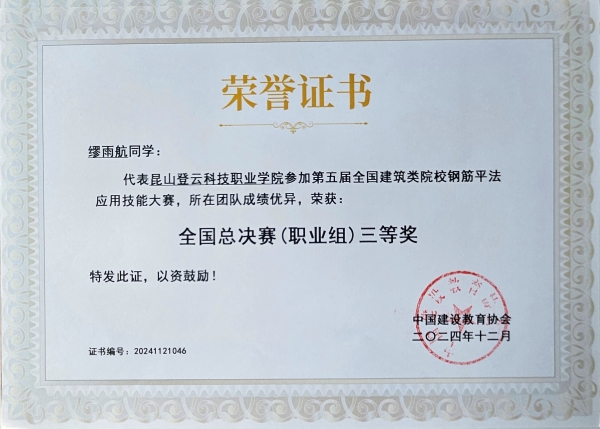 荣誉证书
缪雨航同学：
代表昆山登云科技职业学院参加第五届全国建筑类院校钢筋平法
应用技能大赛，所在团队成绩优异，荣获：
全国总决赛(职业组)三等奖
特发此证，以资鼓励！
中国建设教育协会
二〇二四年十二月
证书编号：20241121046